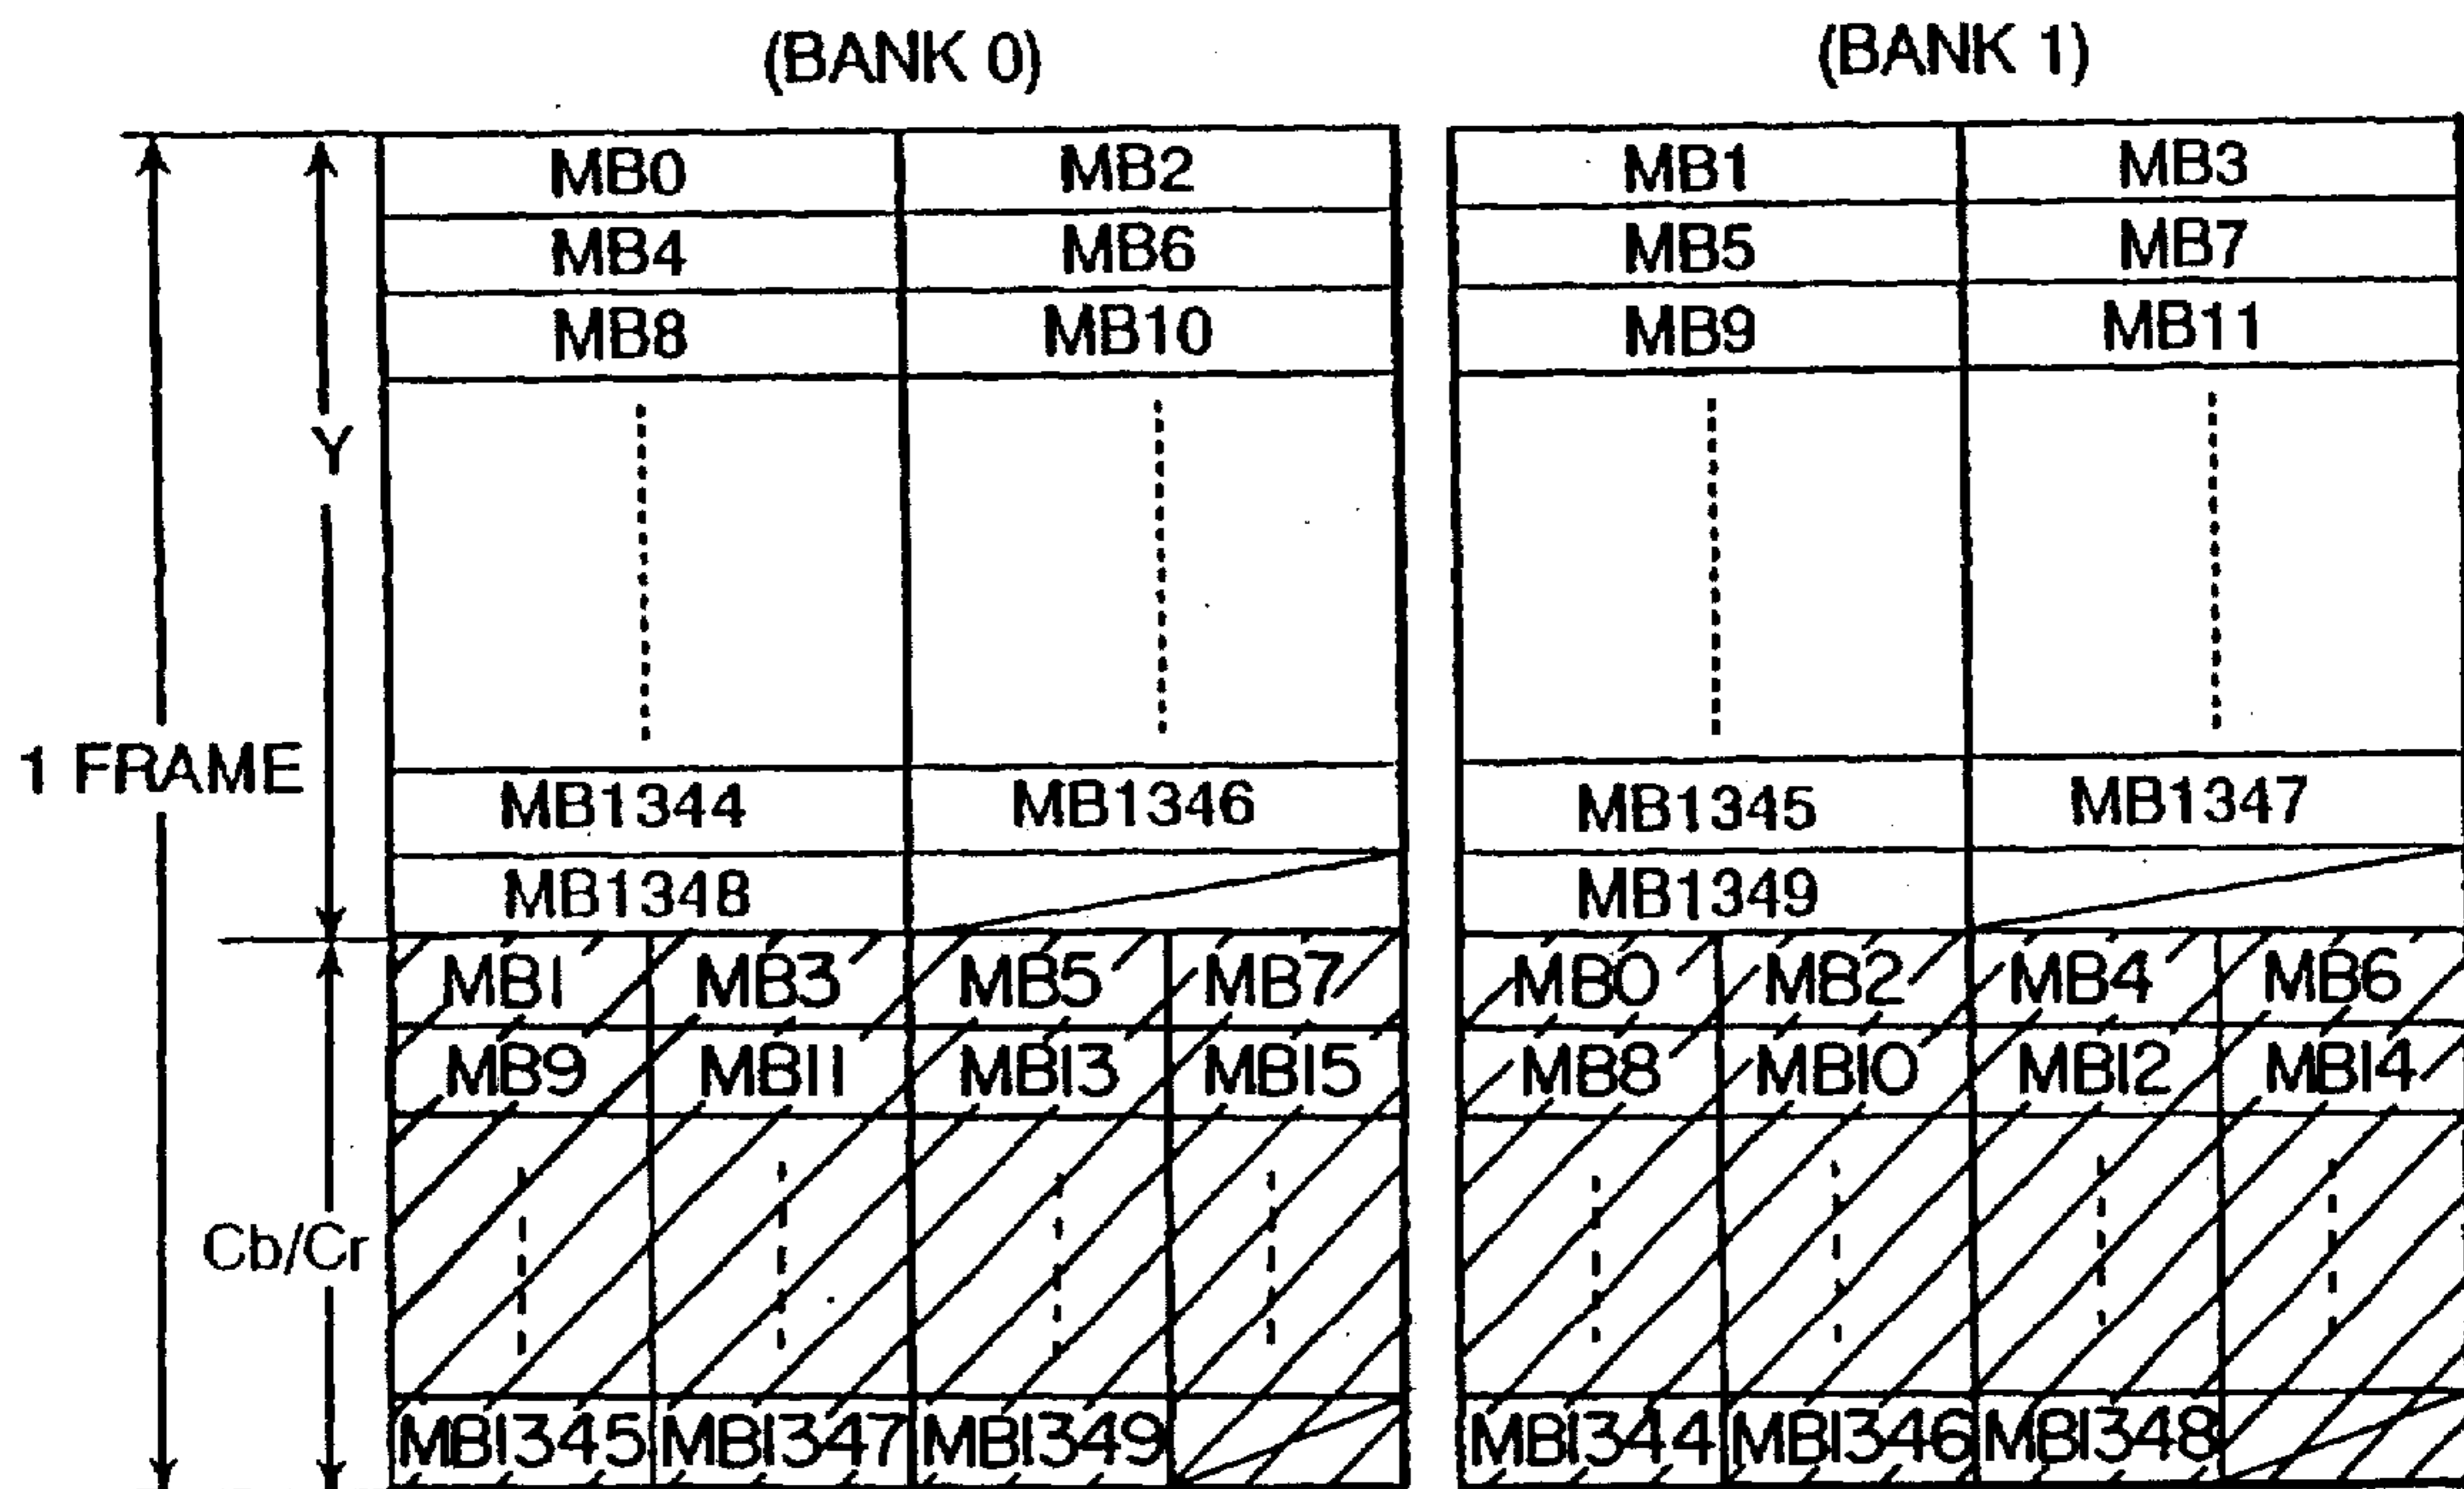 (BANK 0) (BANK 1)
MB0 MB2 MB1 MB3
MB4 MB6 MB5 MB7
MB8 MB10 MB9 MB11
Y
1 FRAME
MB1344 MB1346 MB1345 MB1347
MB1348 MB1349
MB1 MB3 MB5 MB7 MB0 MB2 MB4 MB6
MB9 MB11 MB13 MB15 MB8 MB10 MB12 MB14
Cb/Cr
MB1345 MB1347 MB1349 MB1344 MB1346 MB1348